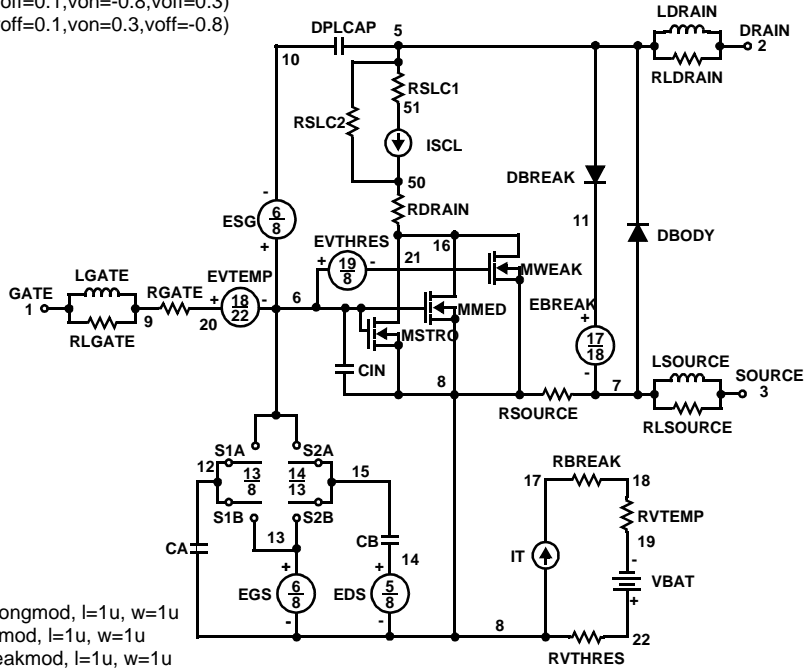 voff=0.1,von=-0.8,voff=0.3)
voff=0.1,von=0.3,voff=-0.8)
LDRAIN
DPLCAP
5
DRAIN
2
10
RLDRAIN
RSLC1
51
RSLC2
ISCL
50
DBREAK
-
RDRAIN
ESG
6
8
11
+
EVTHRES
16
DBODY
+
19
8
-
21
MWEAK
LGATE
EVTEMP
GATE
1
RGATE
+
18
22
-
6
MMED
EBREAK
+
RLGATE
9
20
MSTRO
17
18
LSOURCE
CIN
-
SOURCE
8
7
3
RSOURCE
RLSOURCE
S1A
S2A
RBREAK
12
13
8
14
13
15
17
18
S1B
S2B
RVTEMP
13
CB
19
CA
14
IT
-
+
+
VBAT
EGS
6
8
EDS
5
8
+
-
-
8
22
RVTHRES
ongmod, l=1u, w=1u
mod, l=1u, w=1u
eakmod, l=1u, w=1u